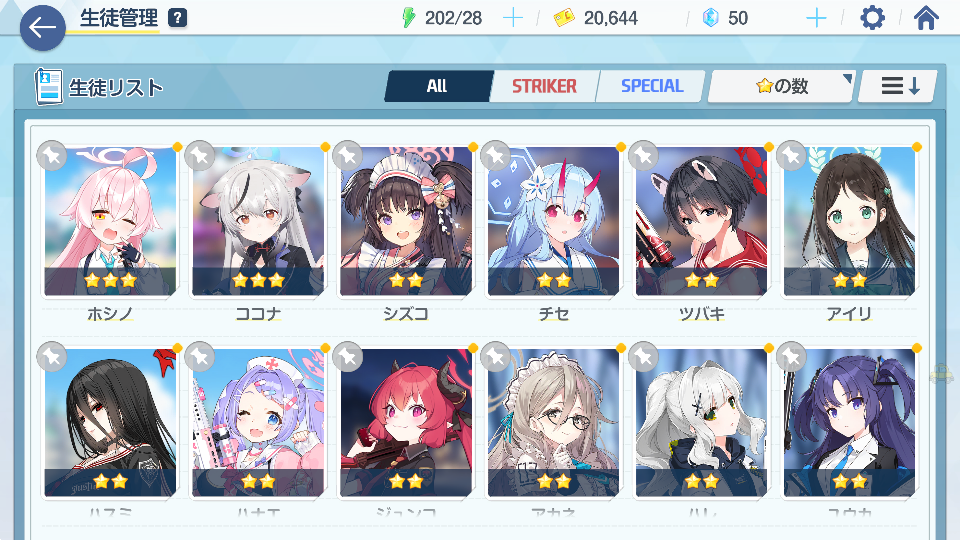 生徒管理 ? 202/28 20,644 50
生徒リスト All STRIKER SPECIAL の数
ホシノ ココナ シズコ チセ ツバキ アイリ
ハスミ ハナエ ジュンコ アカネ ハレ ユウカ